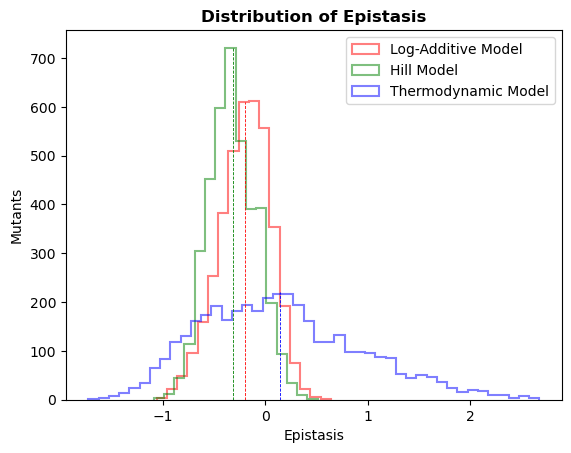 Distribution of Epistasis
Log-Additive Model
Hill Model
Thermodynamic Model
Mutants
700
600
500
400
300
200
100
0
−1
0
1
2
Epistasis